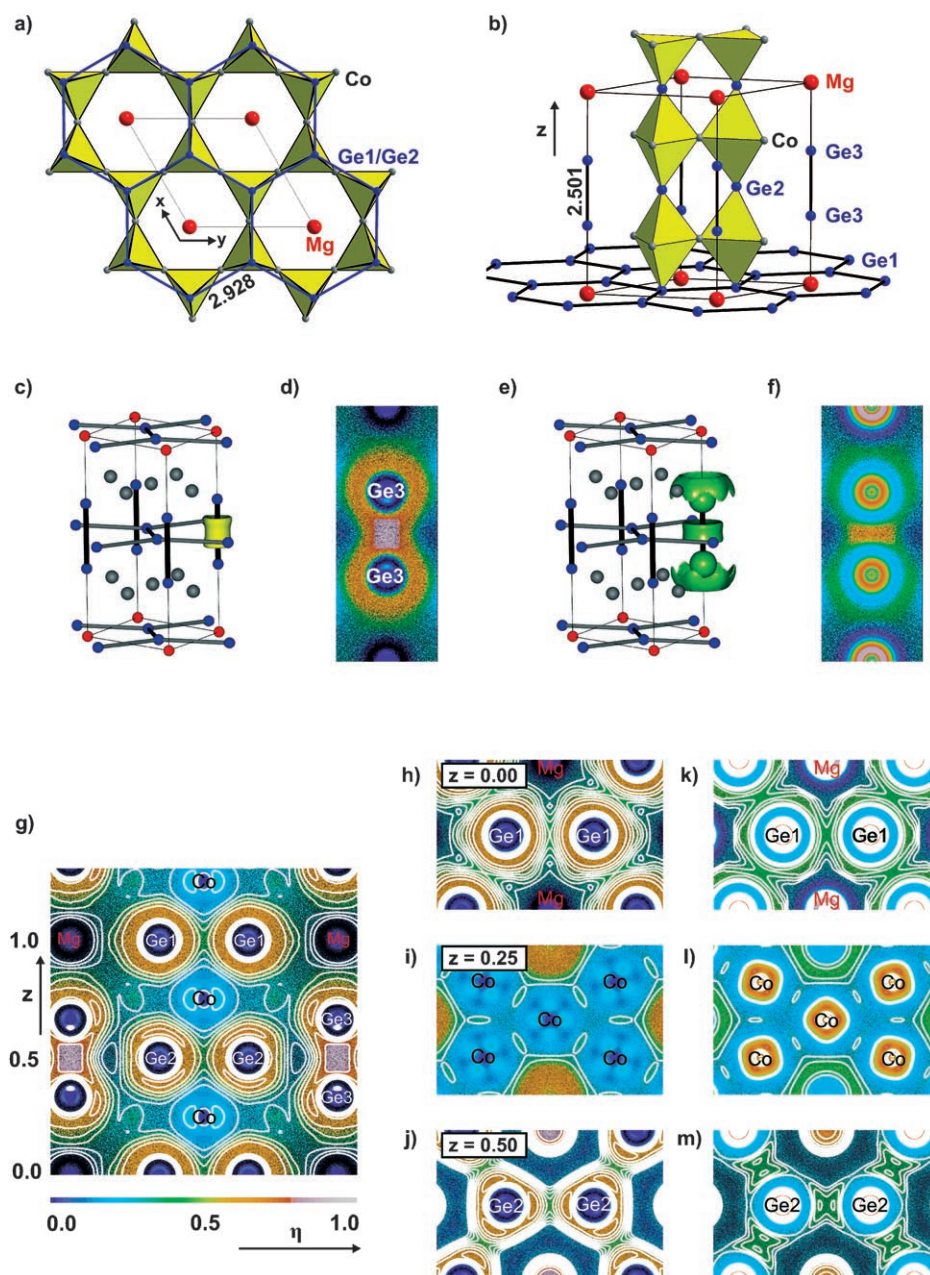 a)
Co
Ge1/Ge2
x
y
Mg
2.928
b)
z
Mg
Co
Ge3
2.501
Ge2
Ge3
Ge1
c)
d)
Ge3
Ge3
e)
f)
g)
Co
1.0
Mg
Ge1
Ge1
Mg
z
Co
Ge3
Ge3
0.5
Ge2
Ge2
Ge3
Ge3
Co
0.0
0.0
0.5
1.0
η
h)
z = 0.00
Mg
Ge1
Ge1
Mg
k)
Mg
Ge1
Ge1
Mg
i)
z = 0.25
Co
Co
Co
Co
Co
l)
Co
Co
Co
Co
Co
j)
z = 0.50
Ge2
Ge2
m)
Ge2
Ge2